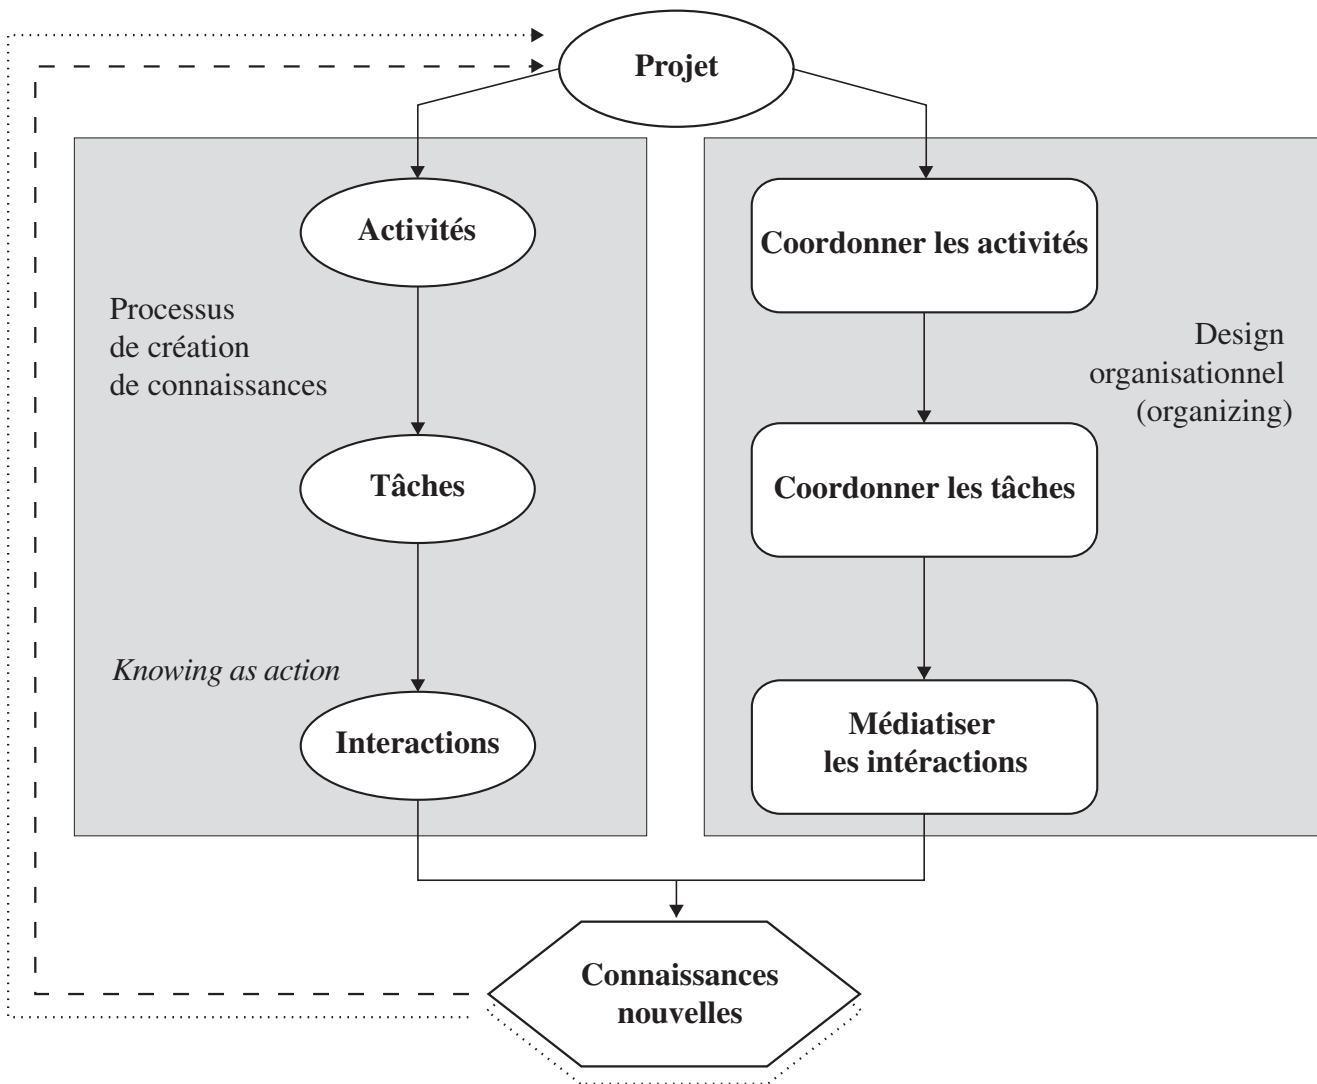 Projet
Activités
Processus
de création
de connaissances
Tâches
Knowing as action
Interactions
Coordonner les activités
Design
organisationnel
(organizing)
Coordonner les tâches
Médiatiser
les intéractions
Connaissances
nouvelles